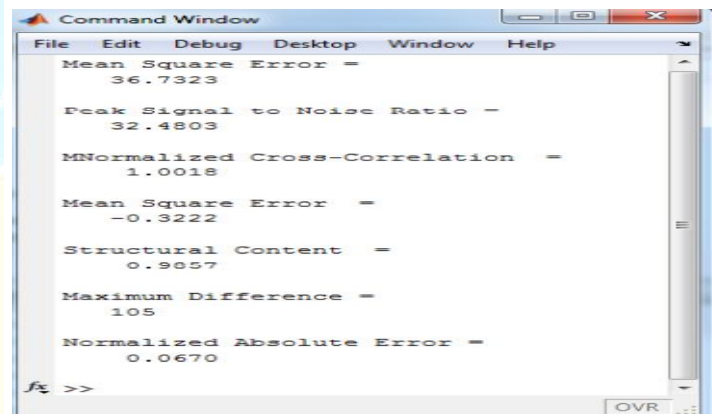 Command Window
File Edit Debug Desktop Window Help
Mean Square Error =
36.7323
Peak Signal to Noise Ratio =
32.4803
MNormalized Cross-Correlation =
1.0018
Mean Square Error =
-0.3222
Structural Content =
0.9857
Maximum Difference =
105
Normalized Absolute Error =
0.0670
fx >>
OVR